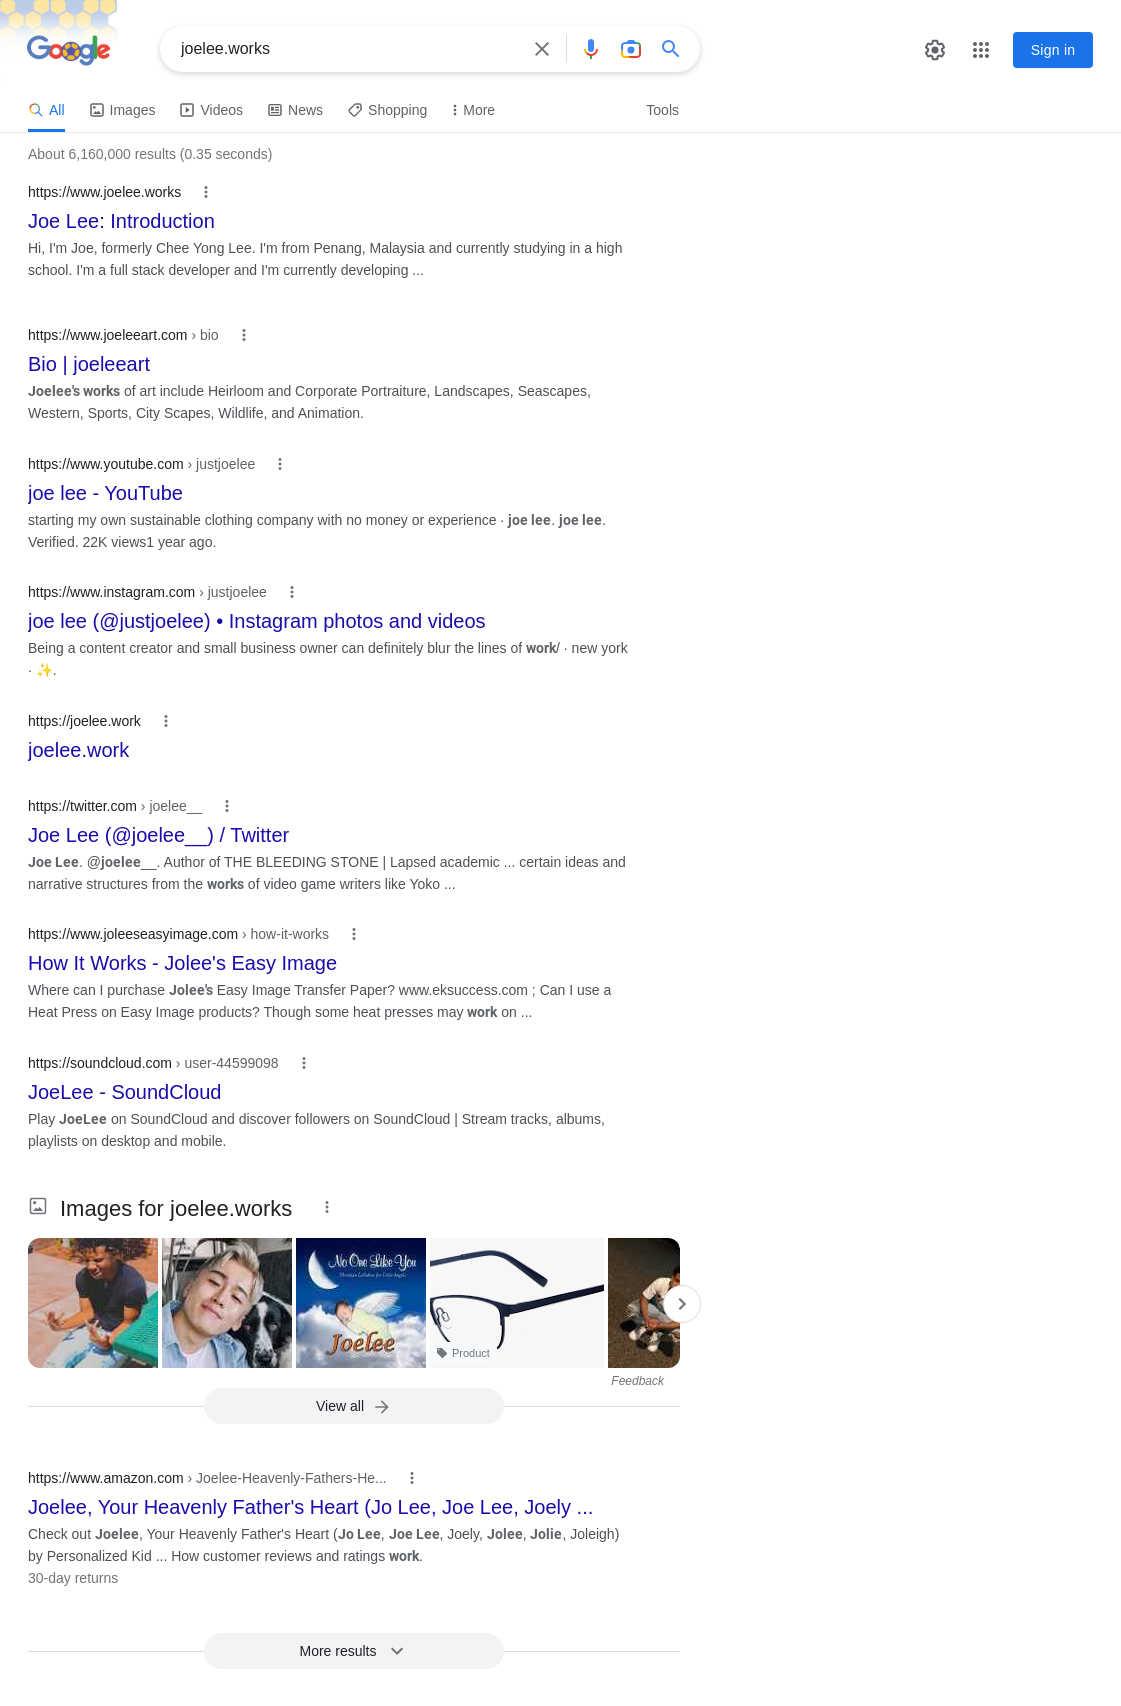 Google
joelee.works
Sign in
All
Images
Videos
News
Shopping
More
Tools
About 6,160,000 results (0.35 seconds)
https://www.joelee.works
Joe Lee: Introduction
Hi, I'm Joe, formerly Chee Yong Lee. I'm from Penang, Malaysia and currently studying in a high
school. I'm a full stack developer and I'm currently developing ...
https://www.joeleeart.com › bio
Bio | joeleeart
Joelee's works of art include Heirloom and Corporate Portraiture, Landscapes, Seascapes,
Western, Sports, City Scapes, Wildlife, and Animation.
https://www.youtube.com › justjoelee
joe lee - YouTube
starting my own sustainable clothing company with no money or experience · joe lee. joe lee.
Verified. 22K views1 year ago.
https://www.instagram.com › justjoelee
joe lee (@justjoelee) • Instagram photos and videos
Being a content creator and small business owner can definitely blur the lines of work/ · new york
· ✨.
https://joelee.work
joelee.work
https://twitter.com › joelee__
Joe Lee (@joelee__) / Twitter
Joe Lee. @joelee__. Author of THE BLEEDING STONE | Lapsed academic ... certain ideas and
narrative structures from the works of video game writers like Yoko ...
https://www.joleeseasyimage.com › how-it-works
How It Works - Jolee's Easy Image
Where can I purchase Jolee's Easy Image Transfer Paper? www.eksuccess.com ; Can I use a
Heat Press on Easy Image products? Though some heat presses may work on ...
https://soundcloud.com › user-44599098
JoeLee - SoundCloud
Play JoeLee on SoundCloud and discover followers on SoundCloud | Stream tracks, albums,
playlists on desktop and mobile.
Images for joelee.works
No One Like You
Christian Lullabies for Little Angels
Joelee
Product
Feedback
View all
https://www.amazon.com › Joelee-Heavenly-Fathers-He...
Joelee, Your Heavenly Father's Heart (Jo Lee, Joe Lee, Joely ...
Check out Joelee, Your Heavenly Father's Heart (Jo Lee, Joe Lee, Joely, Jolee, Jolie, Joleigh)
by Personalized Kid ... How customer reviews and ratings work.
30-day returns
More results